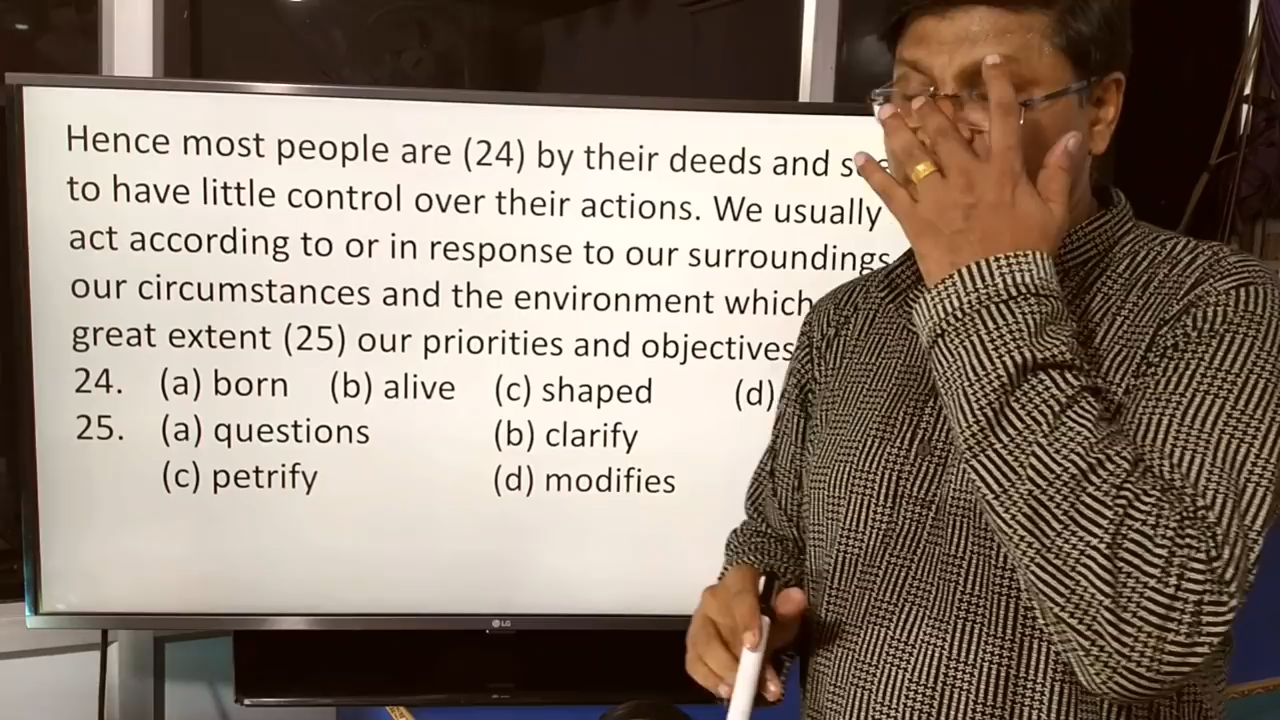 Hence most people are (24) by their deeds and
to have little control over their actions. We usually
act according to or in response to our surroundings
our circumstances and the environment which
great extent (25) our priorities and objectives
24. (a) born (b) alive (c) shaped (d)
25. (a) questions (b) clarify
(c) petrify (d) modifies
LG